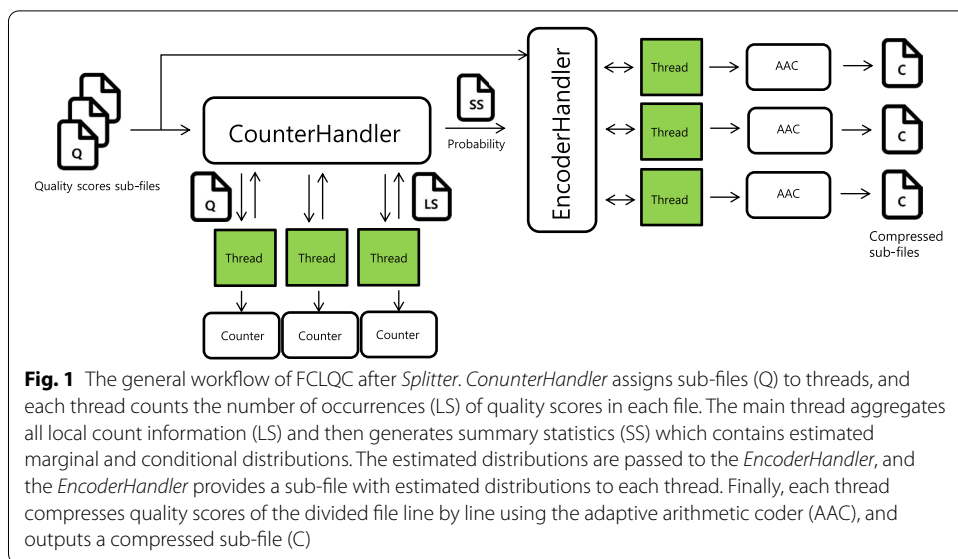 Q
Quality scores sub-files
CounterHandler
SS
Probability
EncoderHandler
Q
LS
Thread
Thread
Thread
Counter
Counter
Counter
Thread
AAC
C
Thread
AAC
C
Thread
AAC
C
Compressed
sub-files
Fig. 1 The general workflow of FCLQC after Splitter. ConunterHandler assigns sub-files (Q) to threads, and
each thread counts the number of occurrences (LS) of quality scores in each file. The main thread aggregates
all local count information (LS) and then generates summary statistics (SS) which contains estimated
marginal and conditional distributions. The estimated distributions are passed to the EncoderHandler, and
the EncoderHandler provides a sub-file with estimated distributions to each thread. Finally, each thread
compresses quality scores of the divided file line by line using the adaptive arithmetic coder (AAC), and
outputs a compressed sub-file (C)